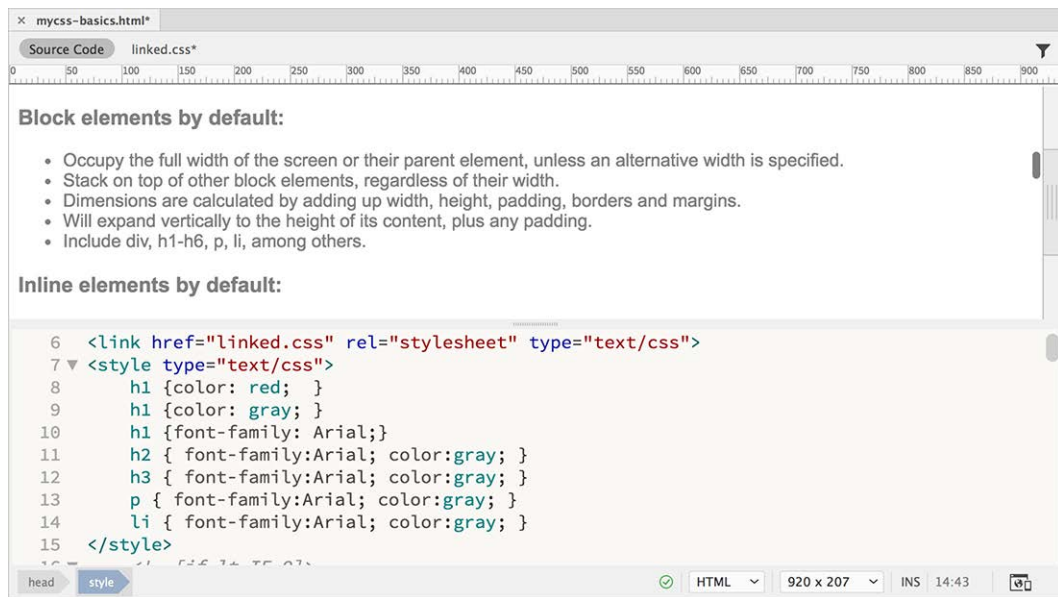 × mycss-basics.html*
Source Code linked.css*
0 50 100 150 200 250 300 350 400 450 500 550 600 650 700 750 800 850 900
Block elements by default:
• Occupy the full width of the screen or their parent element, unless an alternative width is specified.
• Stack on top of other block elements, regardless of their width.
• Dimensions are calculated by adding up width, height, padding, borders and margins.
• Will expand vertically to the height of its content, plus any padding.
• Include div, h1-h6, p, li, among others.
Inline elements by default:
6 <link href="linked.css" rel="stylesheet" type="text/css">
7 <style type="text/css">
8 h1 {color: red;  }
9 h1 {color: gray; }
10 h1 {font-family: Arial;}
11 h2 { font-family:Arial; color:gray; }
12 h3 { font-family:Arial; color:gray; }
13 p { font-family:Arial; color:gray; }
14 li { font-family:Arial; color:gray; }
15 </style>
head style HTML 920 x 207 INS 14:43